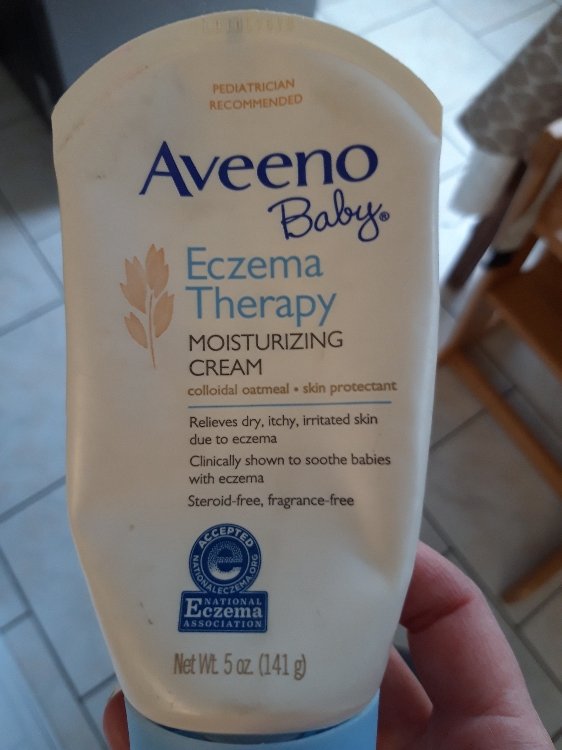 PEDIATRICIAN
RECOMMENDED
Aveeno
Baby®
Eczema
Therapy
MOISTURIZING
CREAM
colloidal oatmeal • skin protectant
Relieves dry, itchy, irritated skin
due to eczema
Clinically shown to soothe babies
with eczema
Steroid-free, fragrance-free
ACCEPTED
NATIONALECZEMA.ORG
NATIONAL
Eczema
ASSOCIATION
Net Wt. 5 oz. (141 g)